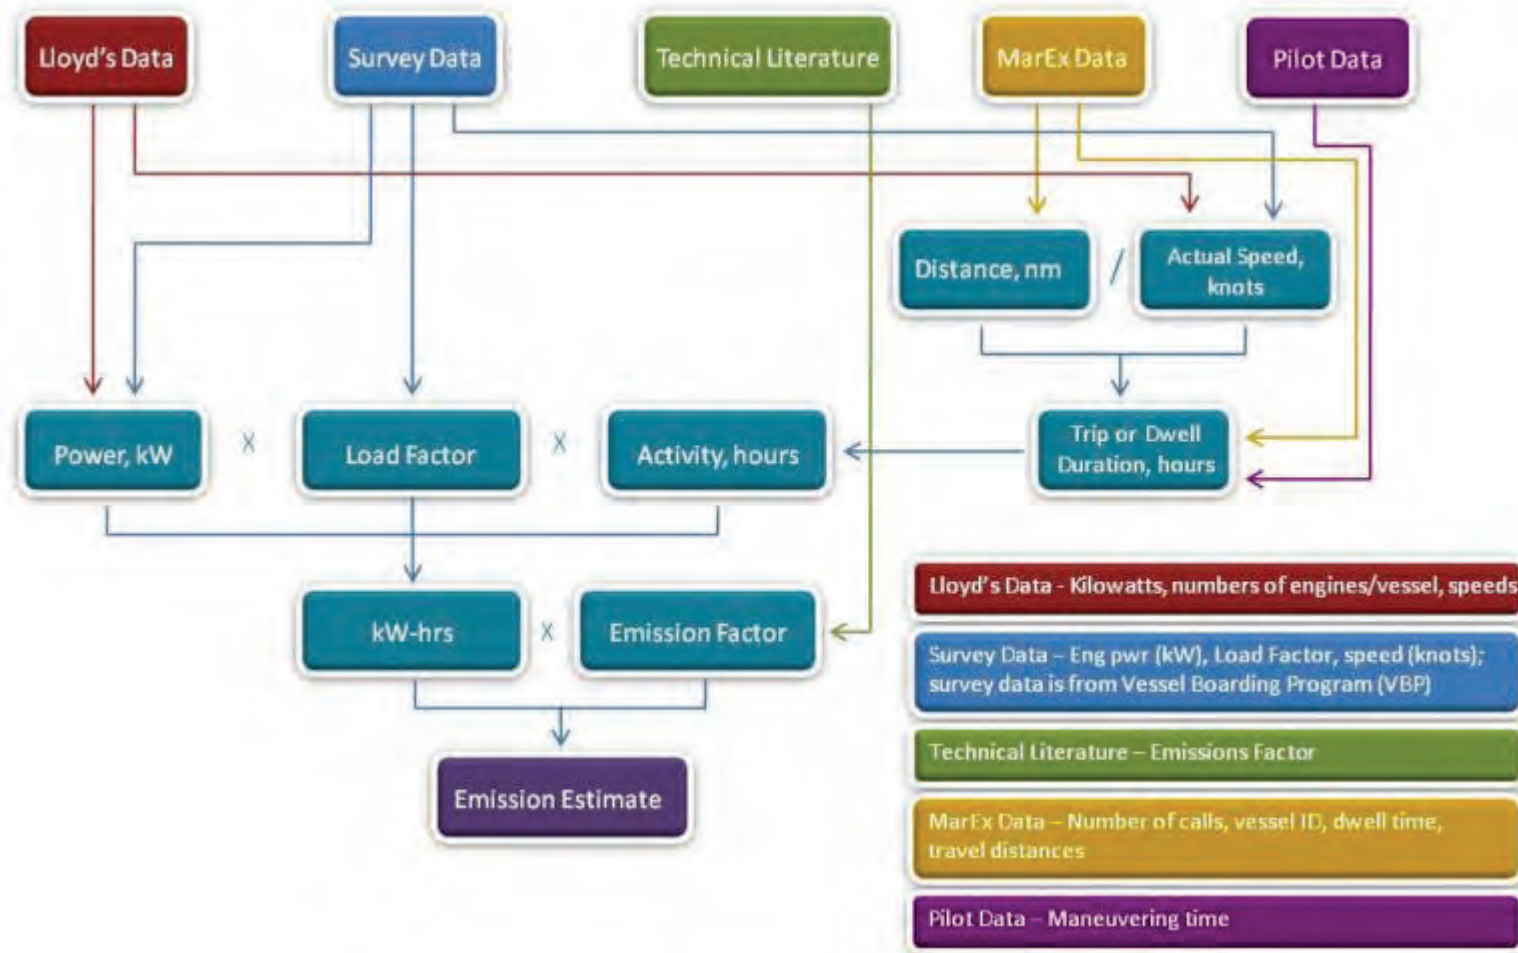 Lloyd's Data
Survey Data
Technical Literature
MarEx Data
Pilot Data
Distance, nm
/
Actual Speed,
knots
Power, kW
X
Load Factor
X
Activity, hours
Trip or Dwell
Duration, hours
kW-hrs
X
Emission Factor
Emission Estimate
Lloyd's Data - Kilowatts, numbers of engines/vessel, speeds
Survey Data – Eng pwr (kW), Load Factor, speed (knots);
survey data is from Vessel Boarding Program (VBP)
Technical Literature – Emissions Factor
MarEx Data – Number of calls, vessel ID, dwell time,
travel distances
Pilot Data – Maneuvering time